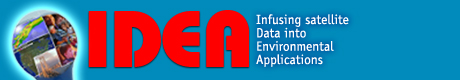 IDEA
Infusing satellite
Data into
Environmental
Applications